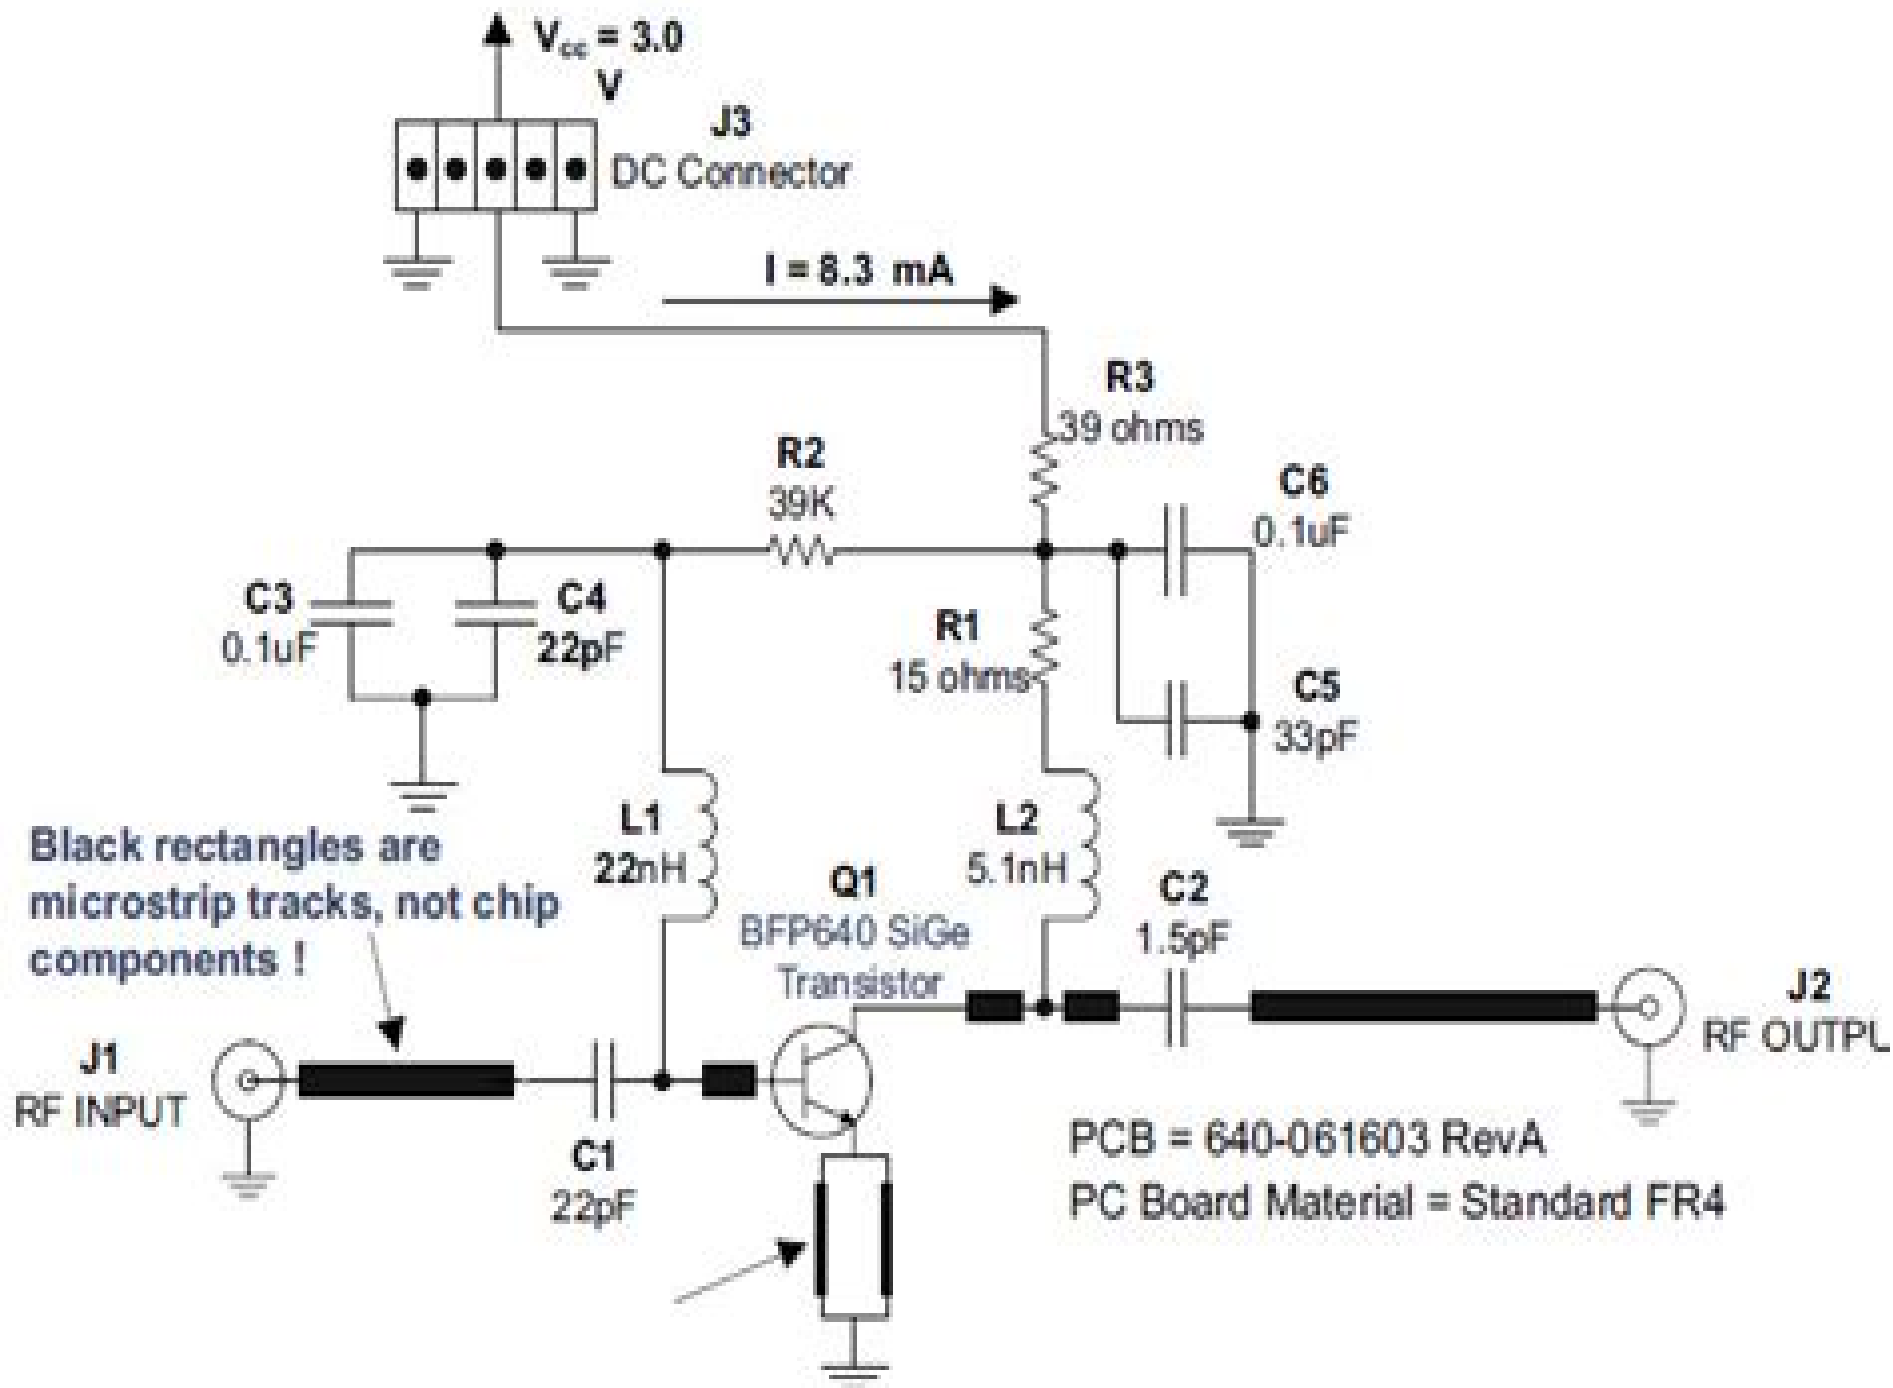 Vcc = 3.0
V
J3
DC Connector
I = 8.3 mA
R3
39 ohms
R2
39K
C6
0.1uF
C3
0.1uF
C4
22pF
R1
15 ohms
C5
33pF
L1
22nH
L2
5.1nH
Black rectangles are
microstrip tracks, not chip
components !
Q1
BFP640 SiGe
Transistor
C2
1.5pF
J2
RF OUTPU
J1
RF INPUT
C1
22pF
PCB = 640-061603 RevA
PC Board Material = Standard FR4